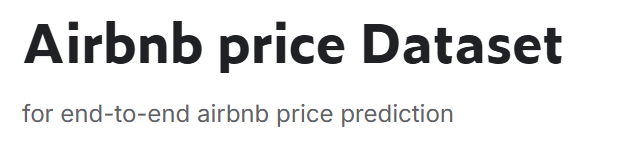 Airbnb price Dataset
for end-to-end airbnb price prediction